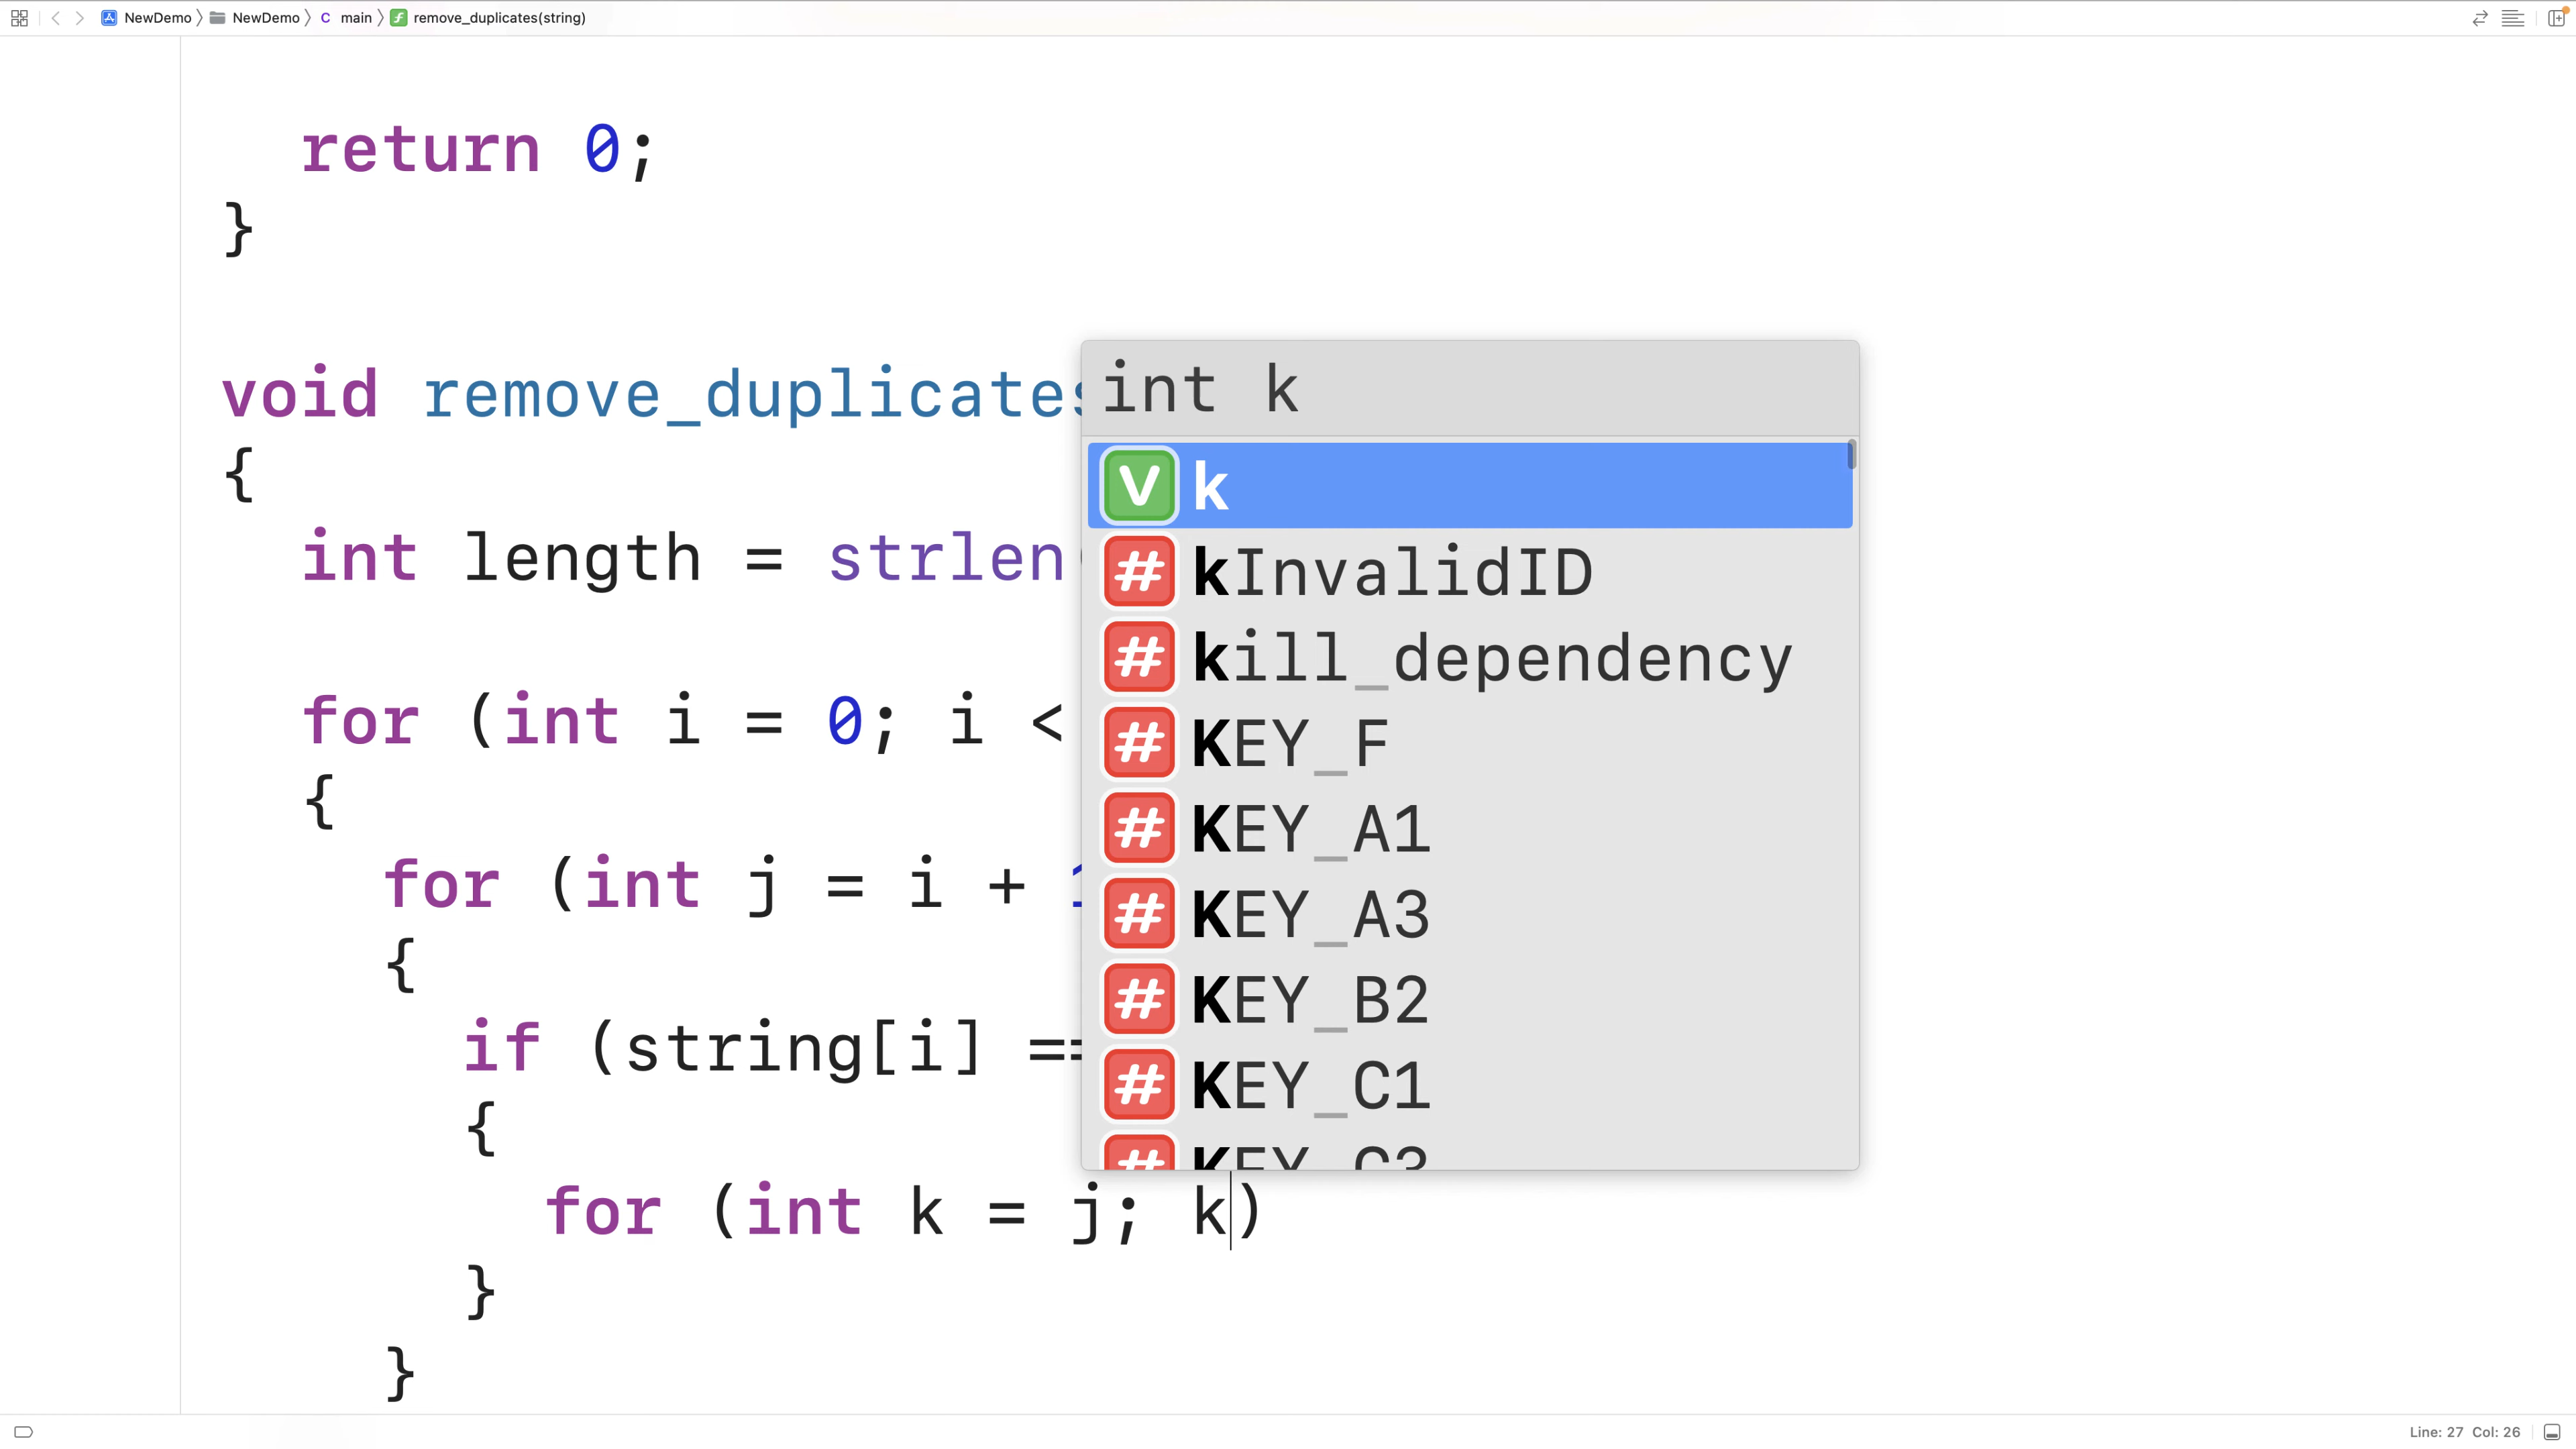 NewDemo NewDemo C main f remove_duplicates(string)
return 0;
}
void remove_duplicates
{
int length = strlen
for (int i = 0; i <
{
for (int j = i + 1
{
if (string[i] ==
{
for (int k = j; k)
}
}
int k
V k
# kInvalidID
# kill_dependency
# KEY_F
# KEY_A1
# KEY_A3
# KEY_B2
# KEY_C1
# KEY_C3
Line: 27 Col: 26